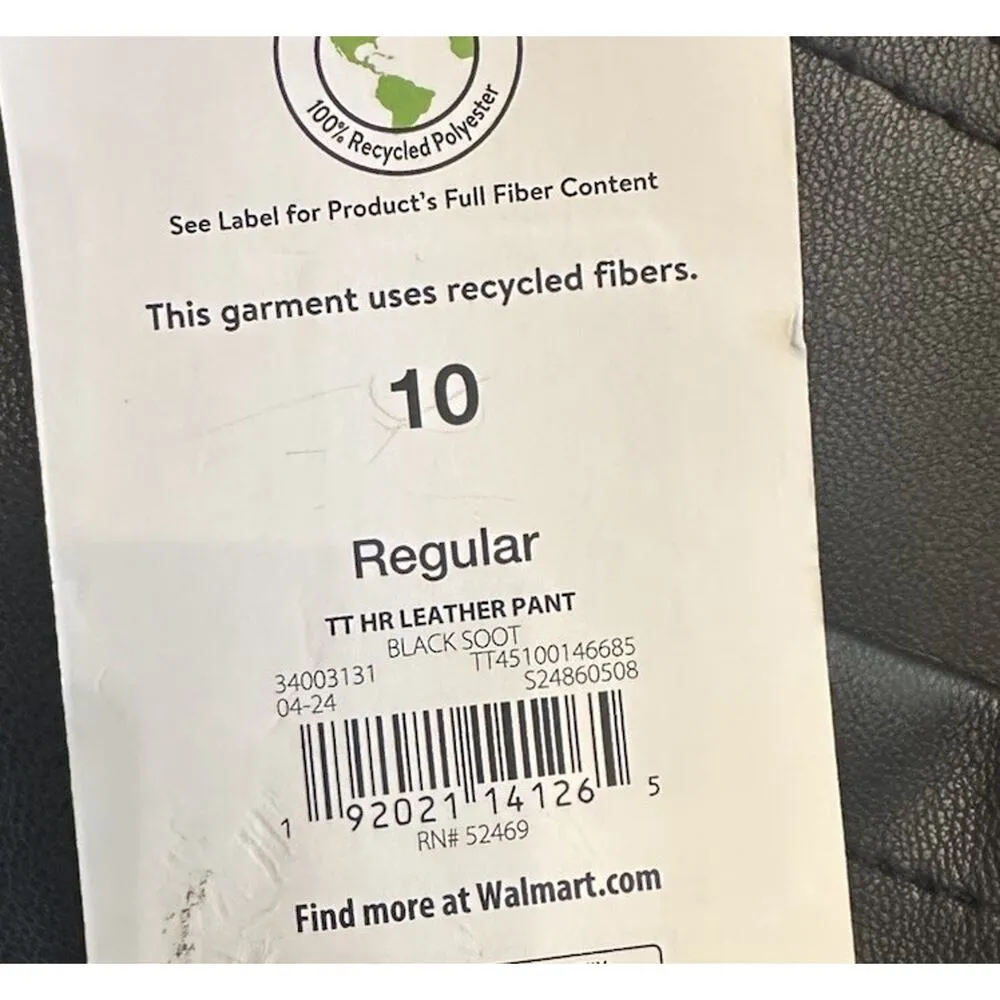 100% Recycled Polyester
See Label for Product's Full Fiber Content
This garment uses recycled fibers.
10
Regular
TT HR LEATHER PANT
BLACK SOOT
34003131 TT45100146685
04-24 S24860508
1 92021 14126 5
RN# 52469
Find more at Walmart.com